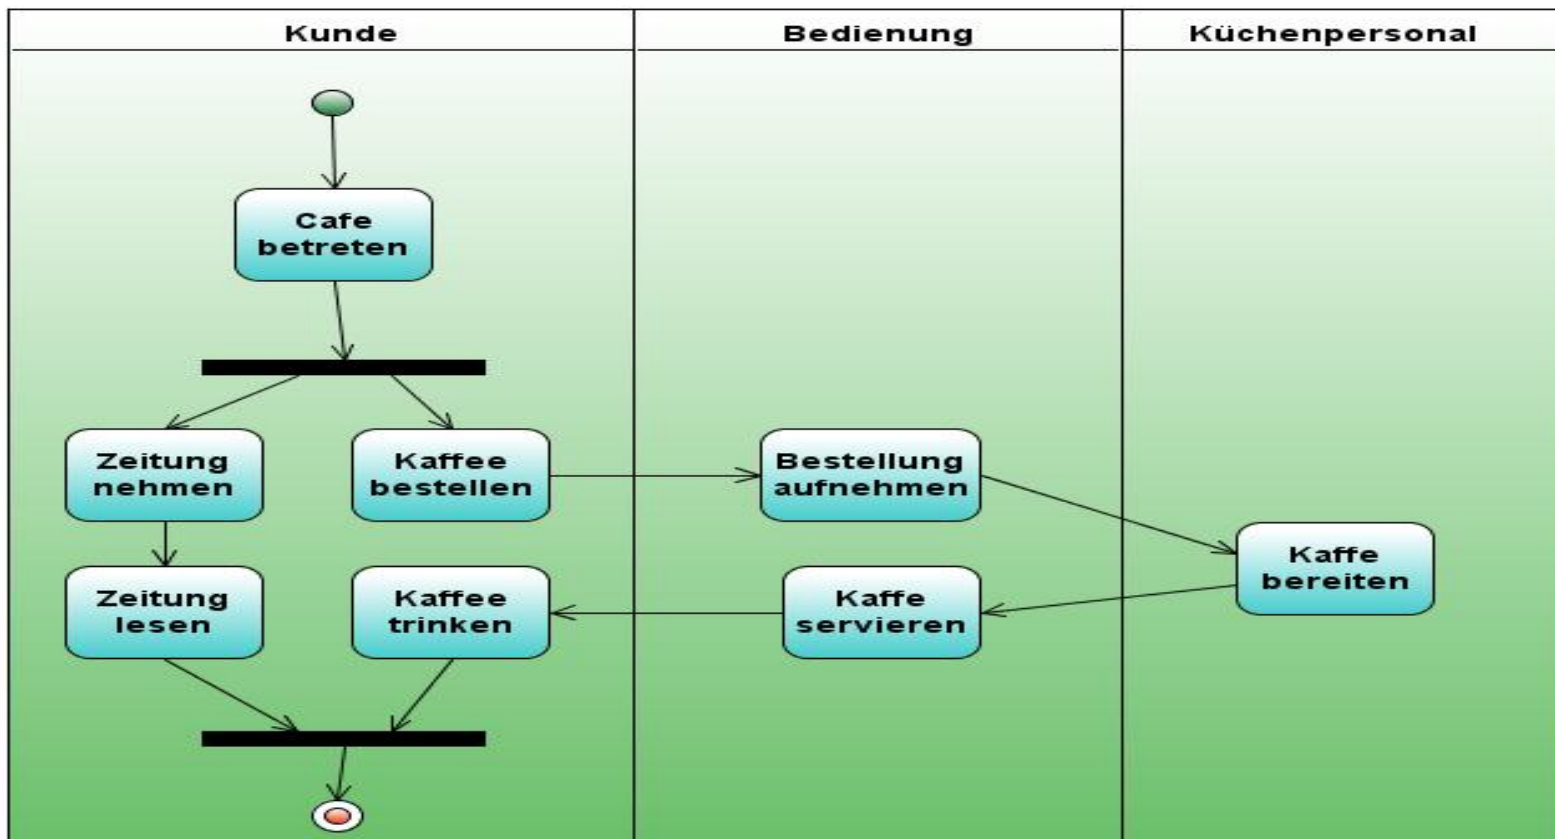 Kunde
Bedienung
Küchenpersonal
Cafe
betreten
Zeitung
nehmen
Kaffee
bestellen
Bestellung
aufnehmen
Kaffe
bereiten
Zeitung
lesen
Kaffee
trinken
Kaffe
servieren